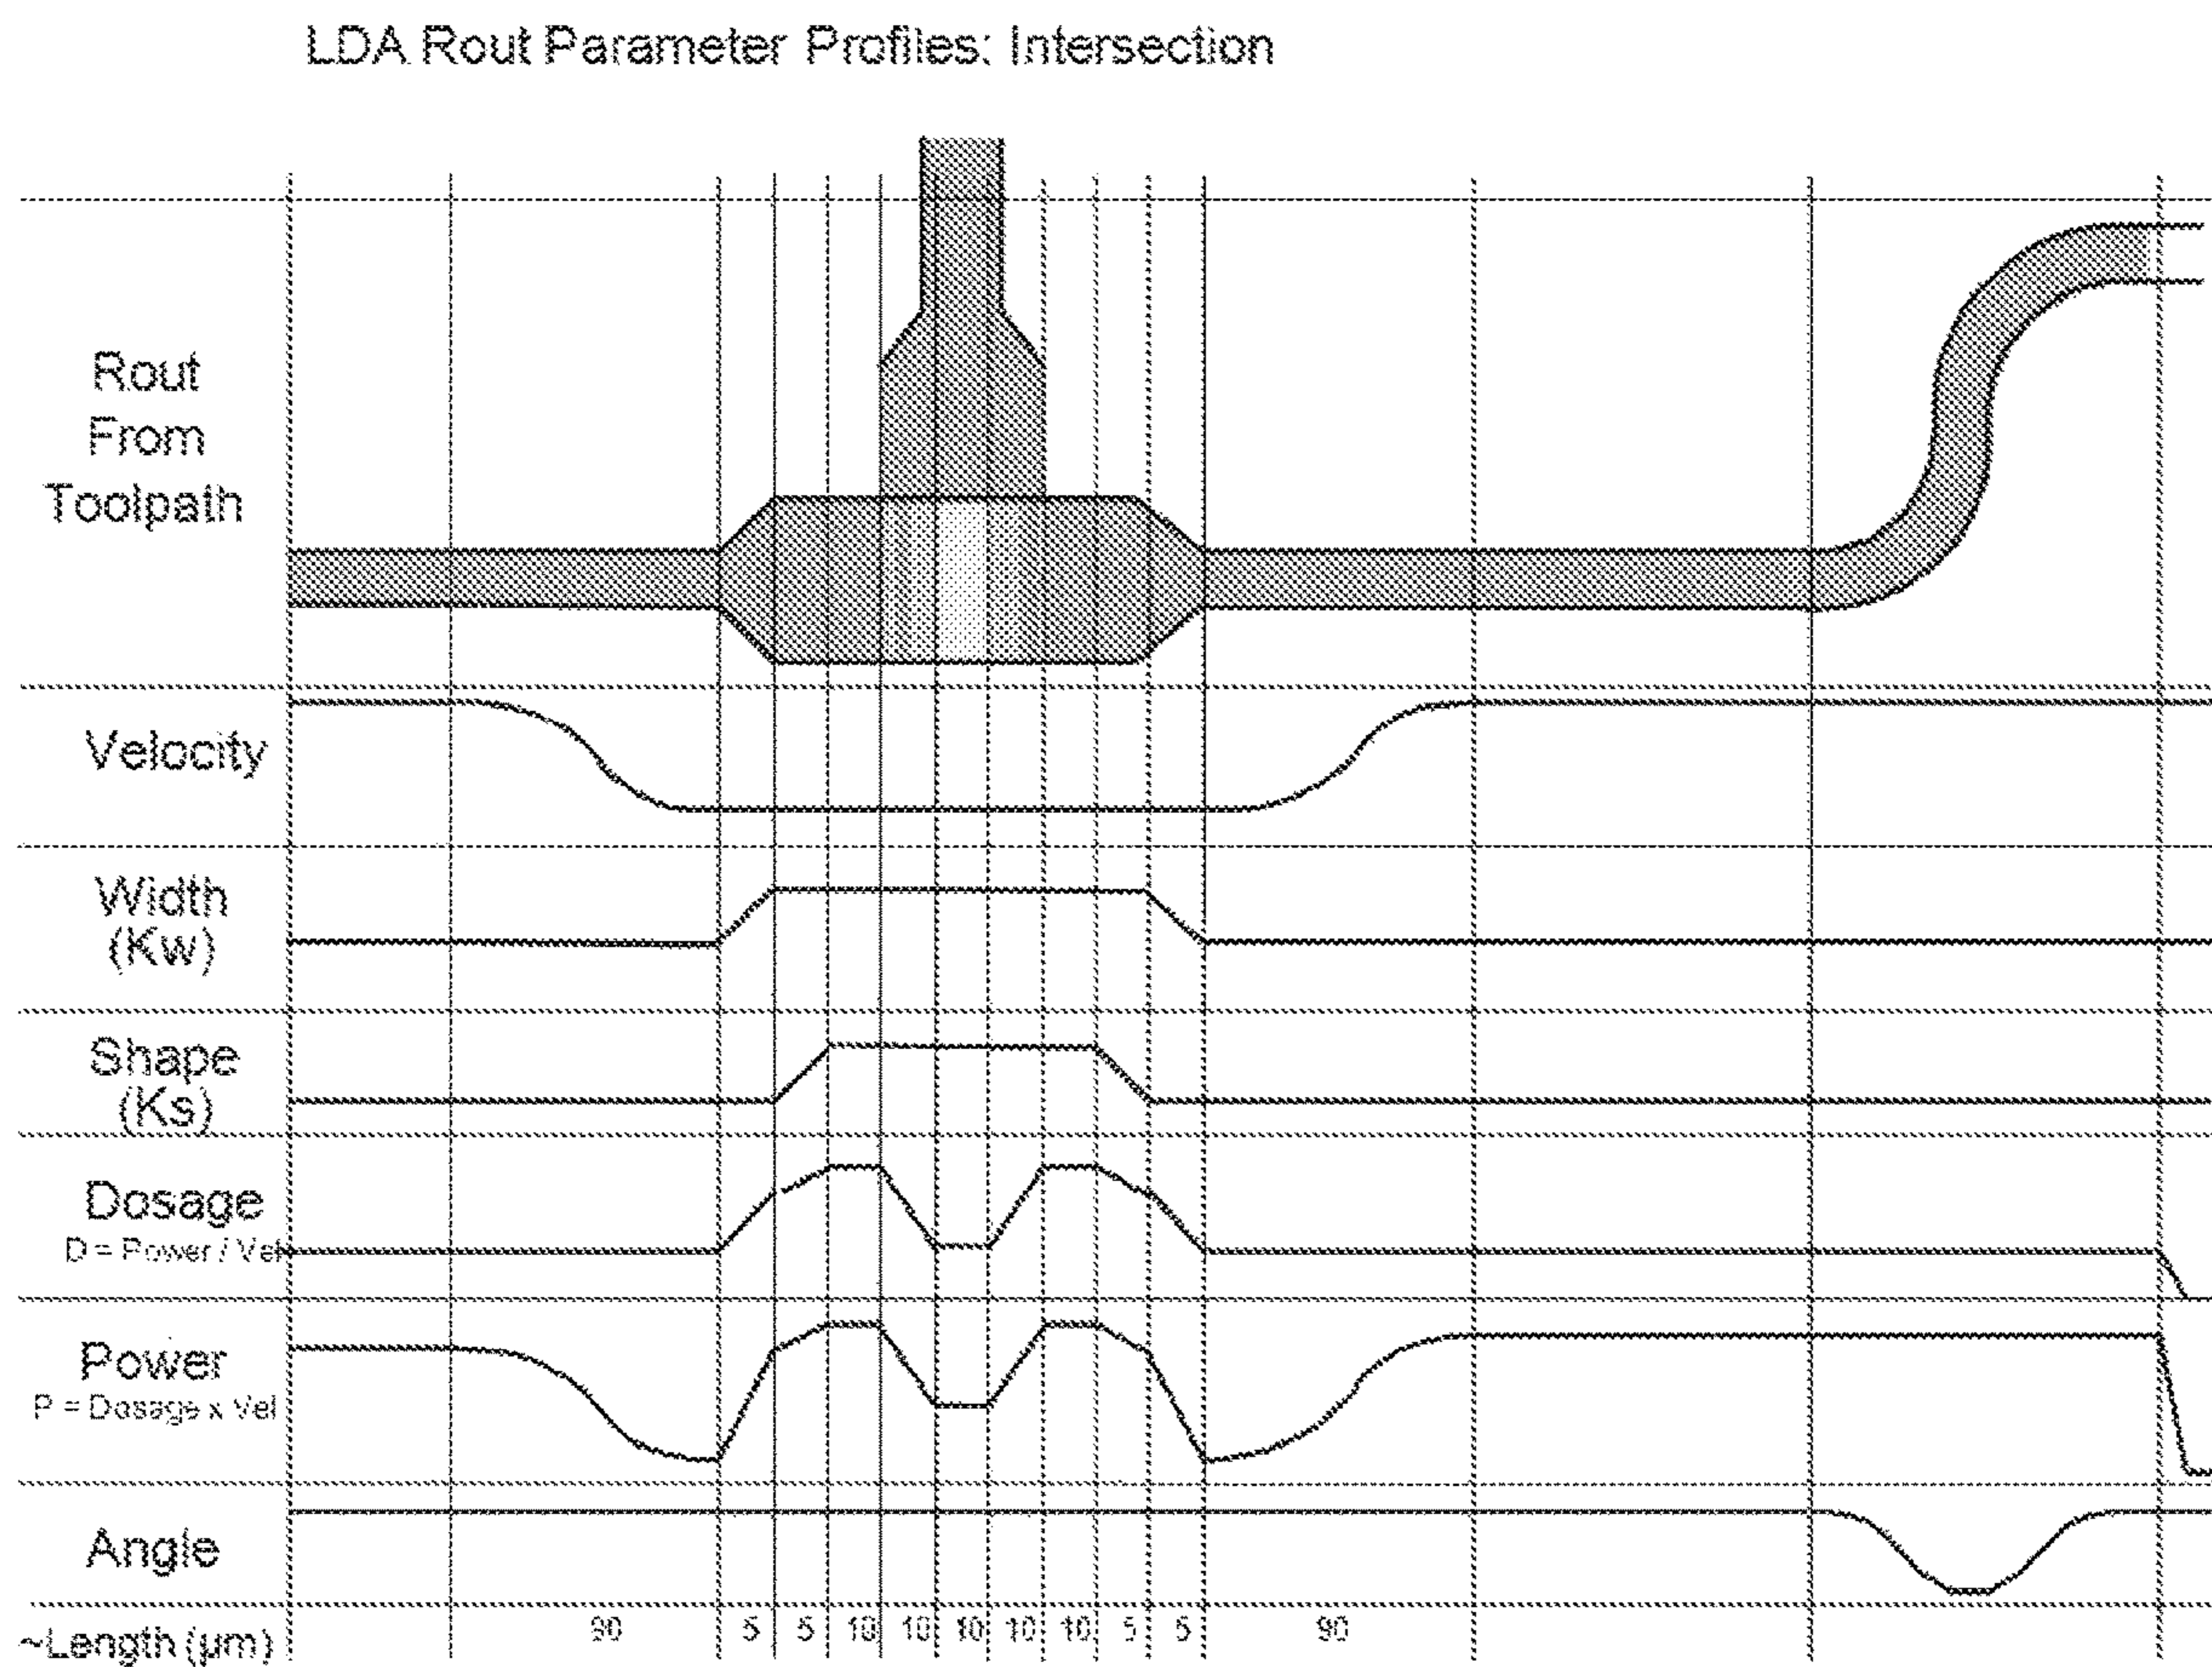 LDA Rout Parameter Profiles: Intersection
Rout
From
Toolpath
Velocity
Width
(Kw)
Shape
(Ks)
Dosage
D = Power / Vel
Power
P = Dosage x Vel
Angle
~Length (µm) 90 5 5 10 10 10 10 10 5 5 90